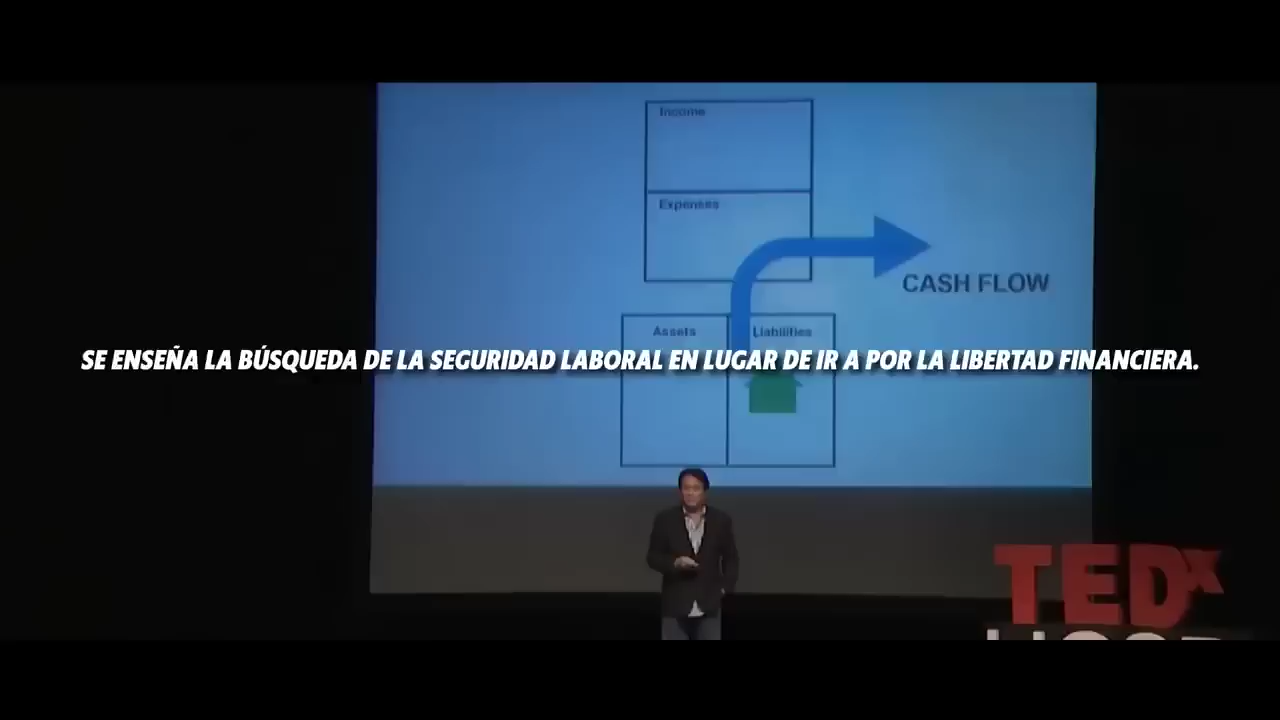 Income
Expenses
CASH FLOW
Assets
Liabilities
SE ENSEÑA LA BÚSQUEDA DE LA SEGURIDAD LABORAL EN LUGAR DE IR A POR LA LIBERTAD FINANCIERA.
TEDx